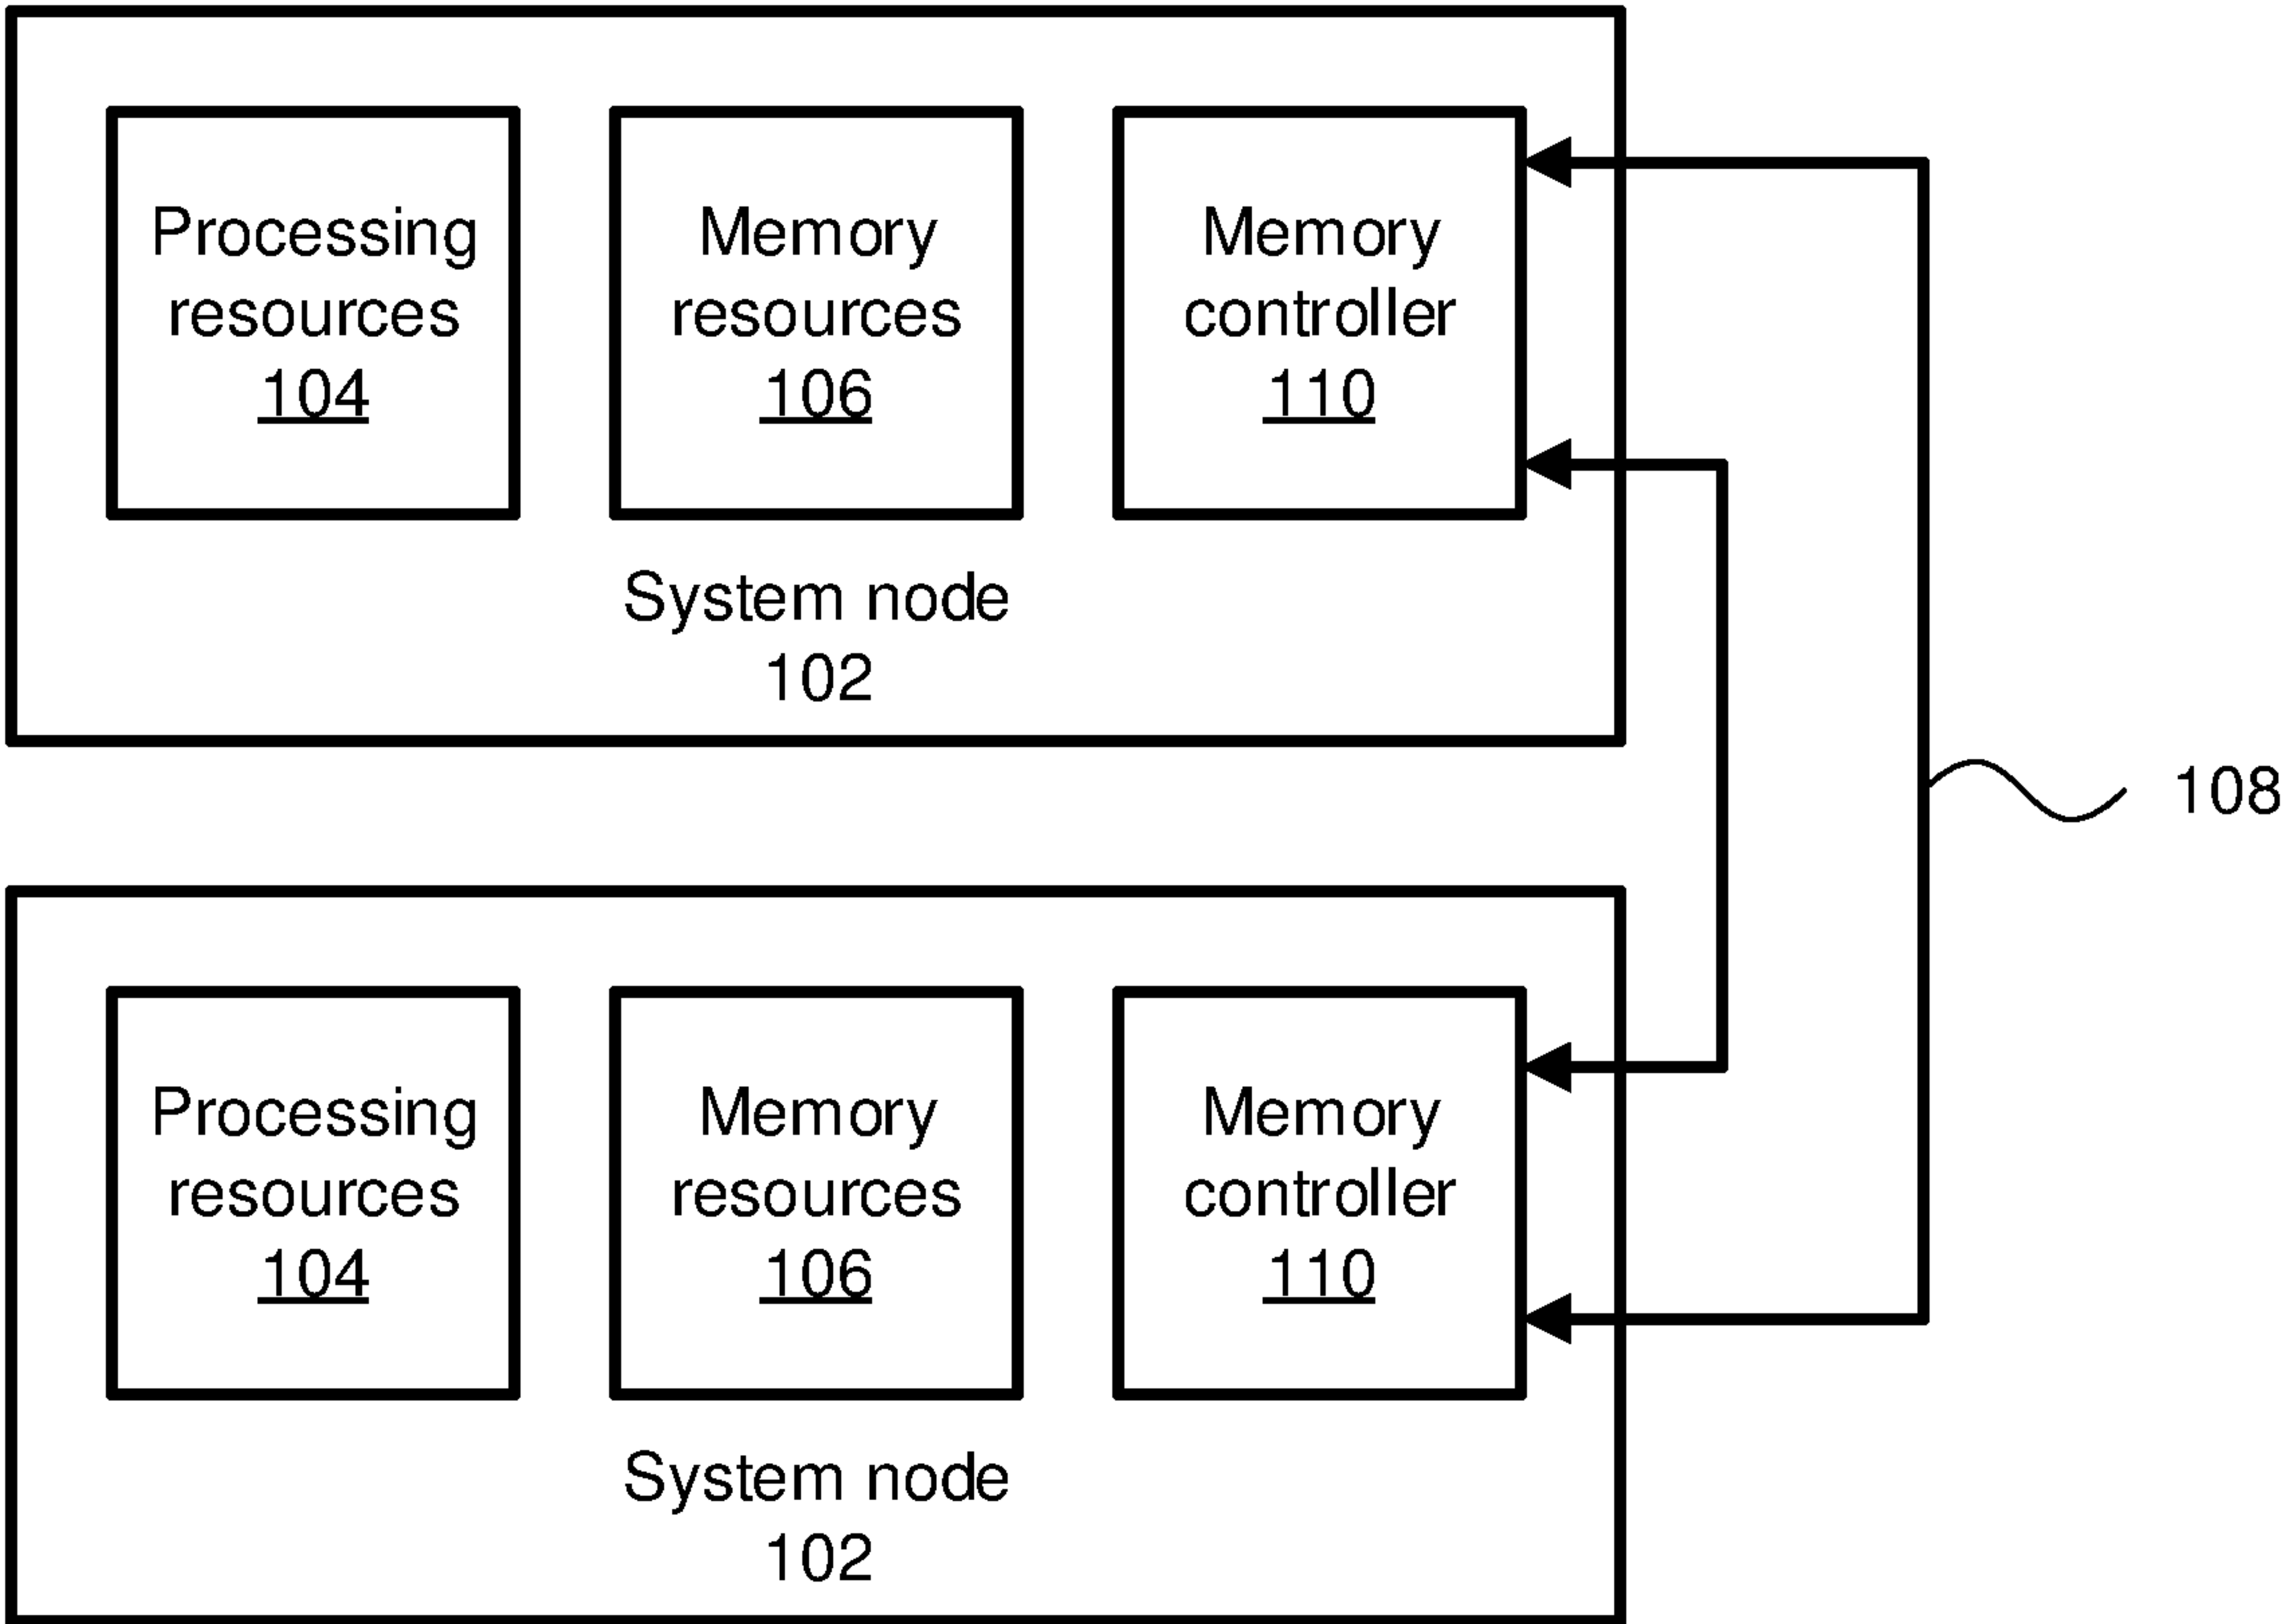 Processing
resources
104
Memory
resources
106
Memory
controller
110
System node
102
108
Processing
resources
104
Memory
resources
106
Memory
controller
110
System node
102